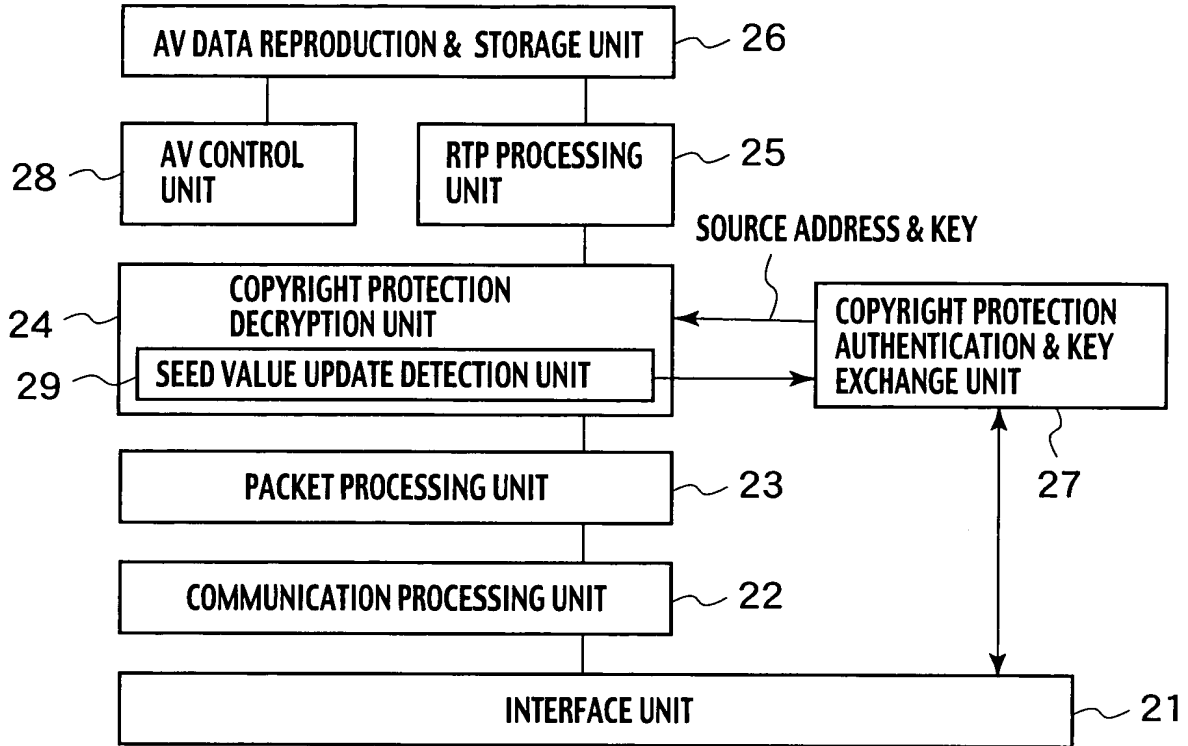 AV DATA REPRODUCTION & STORAGE UNIT
26
AV CONTROL
UNIT
28
RTP PROCESSING
UNIT
25
SOURCE ADDRESS & KEY
COPYRIGHT PROTECTION
DECRYPTION UNIT
24
SEED VALUE UPDATE DETECTION UNIT
29
COPYRIGHT PROTECTION
AUTHENTICATION & KEY
EXCHANGE UNIT
27
PACKET PROCESSING UNIT
23
COMMUNICATION PROCESSING UNIT
22
INTERFACE UNIT
21